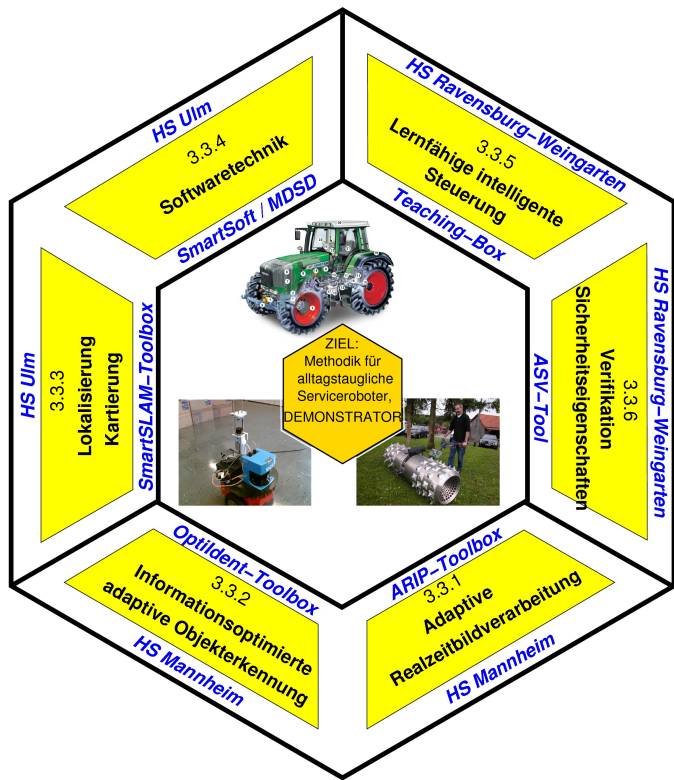 HS Ulm
3.3.4
Softwaretechnik
SmartSoft / MDSD
HS Ravensburg–Weingarten
3.3.5
Lernfähige intelligente
Steuerung
Teaching–Box
HS Ulm
3.3.3
Lokalisierung
Kartierung
SmartSLAM–Toolbox
ZIEL:
Methodik für
alltagstaugliche
Serviceroboter,
DEMONSTRATOR
HS Ravensburg–Weingarten
3.3.6
Verifikation
Sicherheitseigenschaften
ASV–Tool
OptiIdent–Toolbox
3.3.2
Informationsoptimierte
adaptive Objekterkennung
HS Mannheim
ARIP–Toolbox
3.3.1
Adaptive
Realzeitbildverarbeitung
HS Mannheim